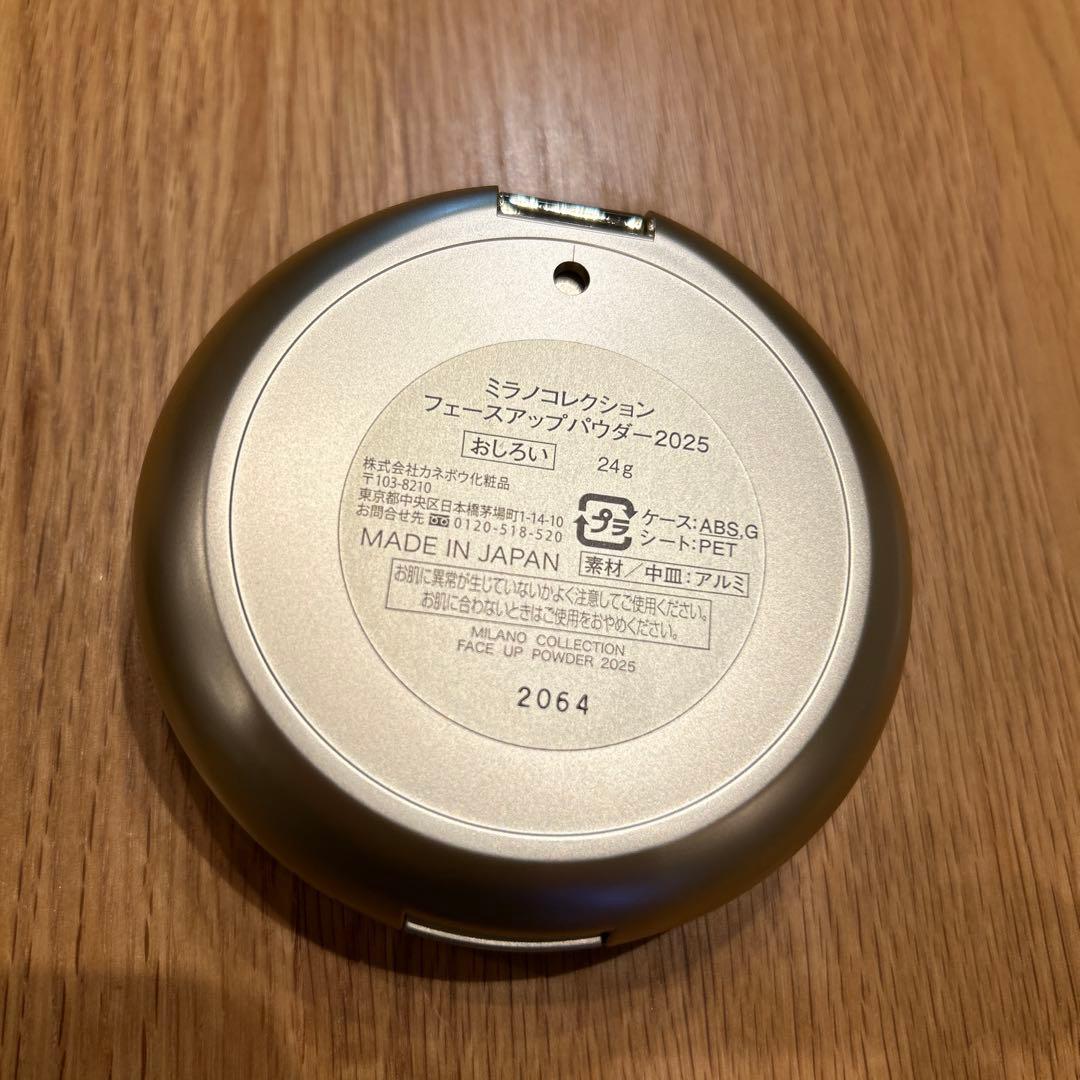 ミラノコレクション
フェースアップパウダー2025
おしろい 24g
株式会社カネボウ化粧品
〒103-8210
東京都中央区日本橋茅場町1-14-10
お問合せ先 0120-518-520
プラ ケース:ABS,G
シート:PET
MADE IN JAPAN
素材/中皿:アルミ
お肌に異常が生じていないかよく注意してご使用ください。
お肌に合わないときはご使用をおやめください。
MILANO COLLECTION
FACE UP POWDER 2025
2064